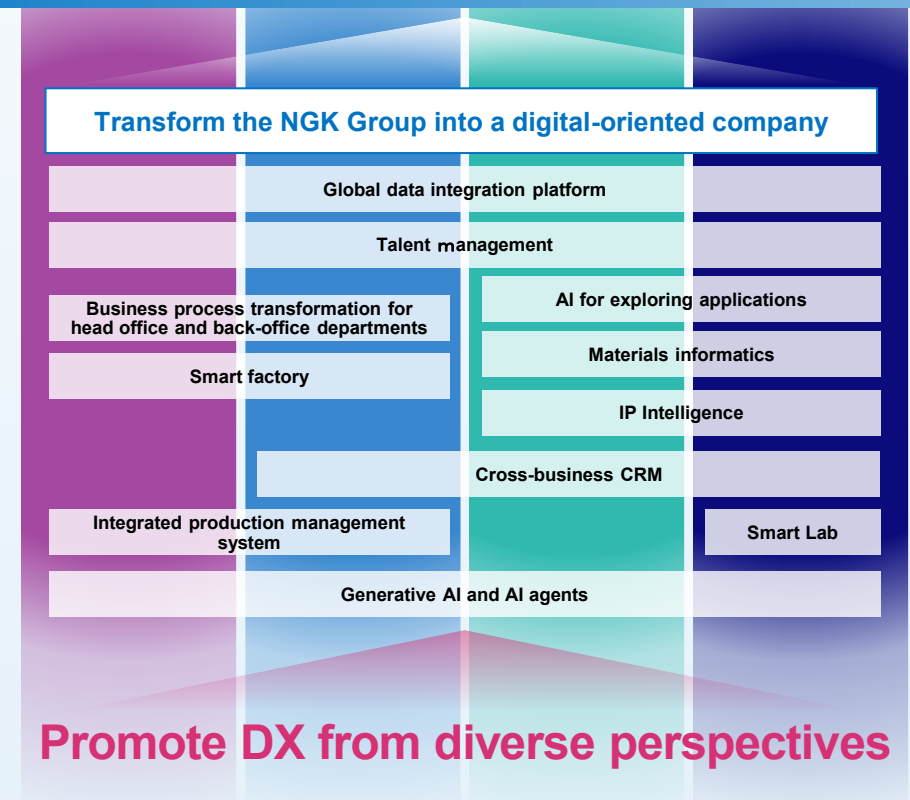 Transform the NGK Group into a digital-oriented company
Global data integration platform
Talent management
AI for exploring applications
Business process transformation for
head office and back-office departments
Materials informatics
Smart factory
IP Intelligence
Cross-business CRM
Integrated production management
system
Smart Lab
Generative AI and AI agents
Promote DX from diverse perspectives